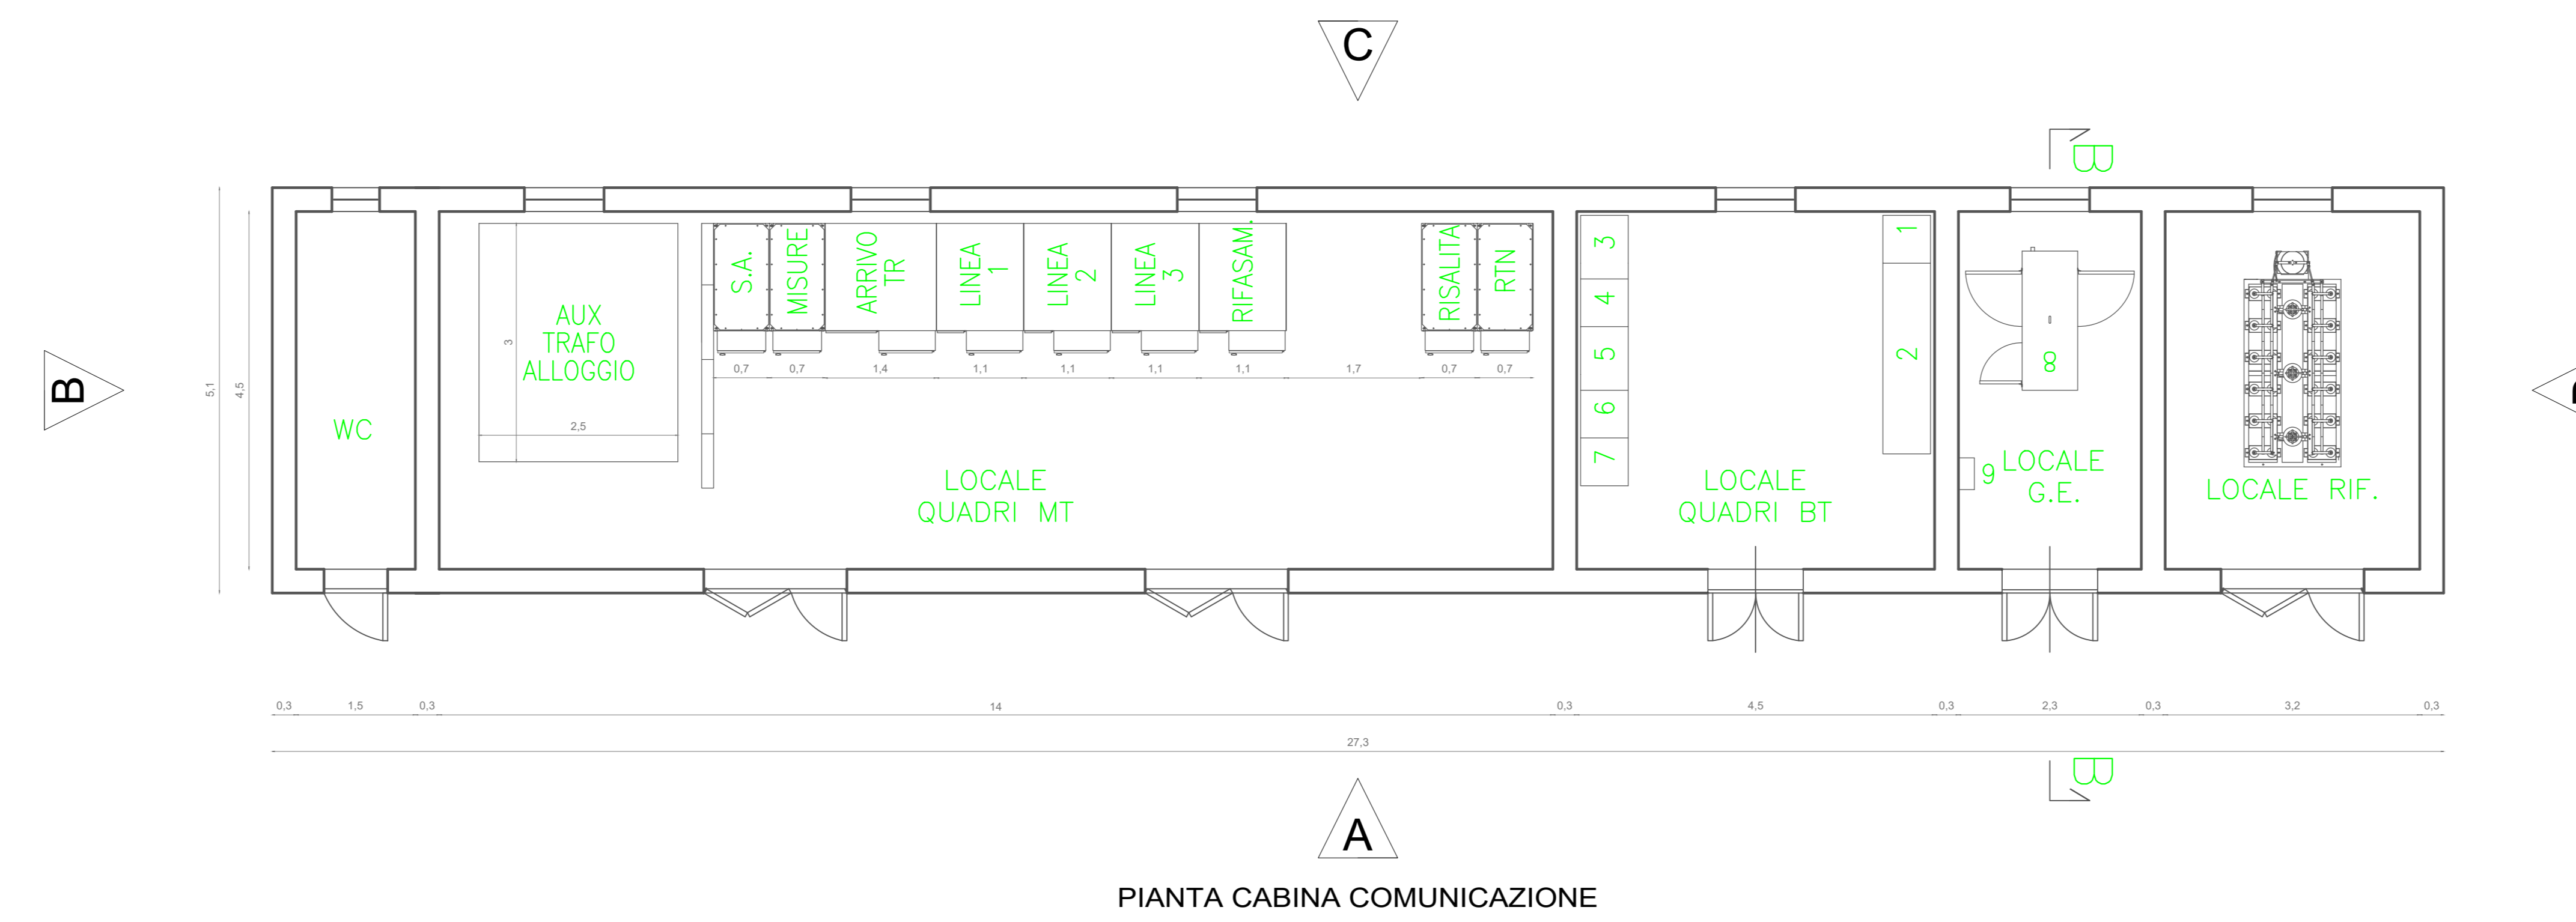 C
B
S.A.
MISURE
ARRIVO
TR
LINEA
1
LINEA
2
LINEA
3
RIFASAM.
RISALITA
RTN
3
4
5
6
7
1
2
8
9
AUX
TRAFO
ALLOGGIO
3
2,5
0,7
0,7
1,4
1,1
1,1
1,1
1,1
1,7
0,7
0,7
5,1
4,5
B
WC
LOCALE
QUADRI MT
LOCALE
QUADRI BT
LOCALE
G.E.
LOCALE RIF.
0,3
1,5
0,3
14
0,3
4,5
0,3
2,3
0,3
3,2
0,3
27,3
B
A
PIANTA CABINA COMUNICAZIONE